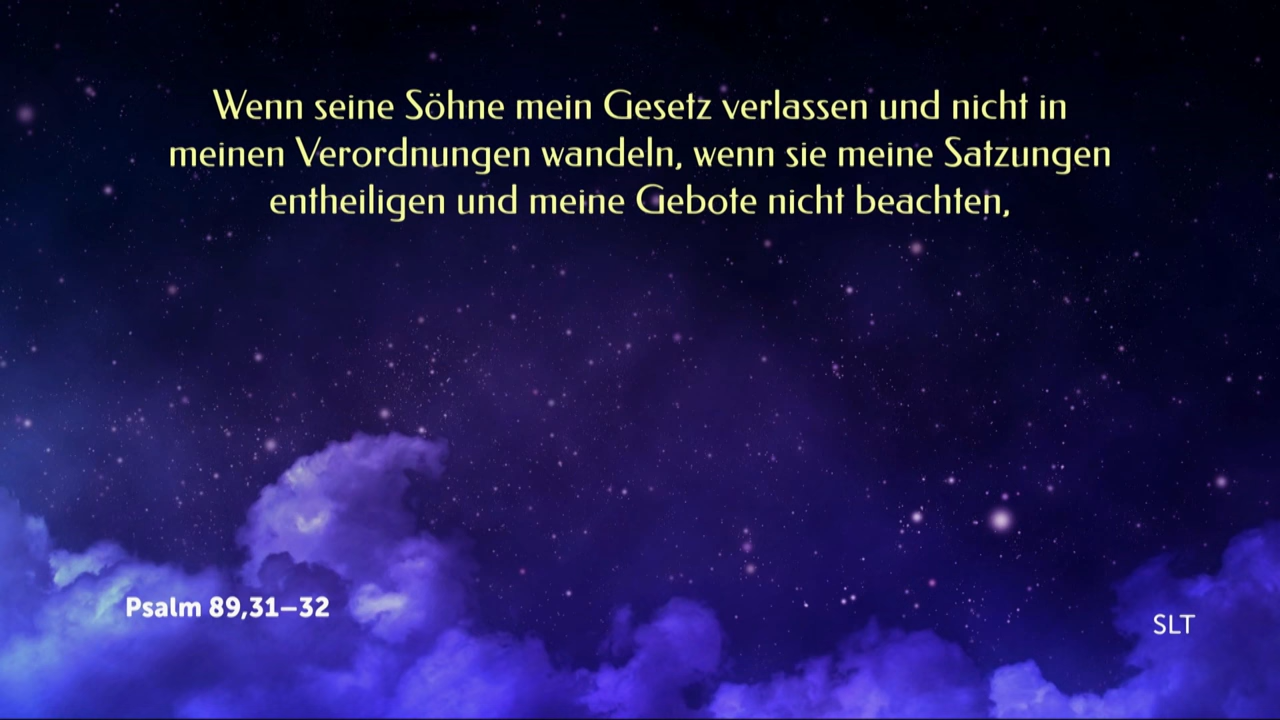 Wenn seine Söhne mein Gesetz verlassen und nicht in
meinen Verordnungen wandeln, wenn sie meine Satzungen
entheiligen und meine Gebote nicht beachten,
Psalm 89,31–32
SLT